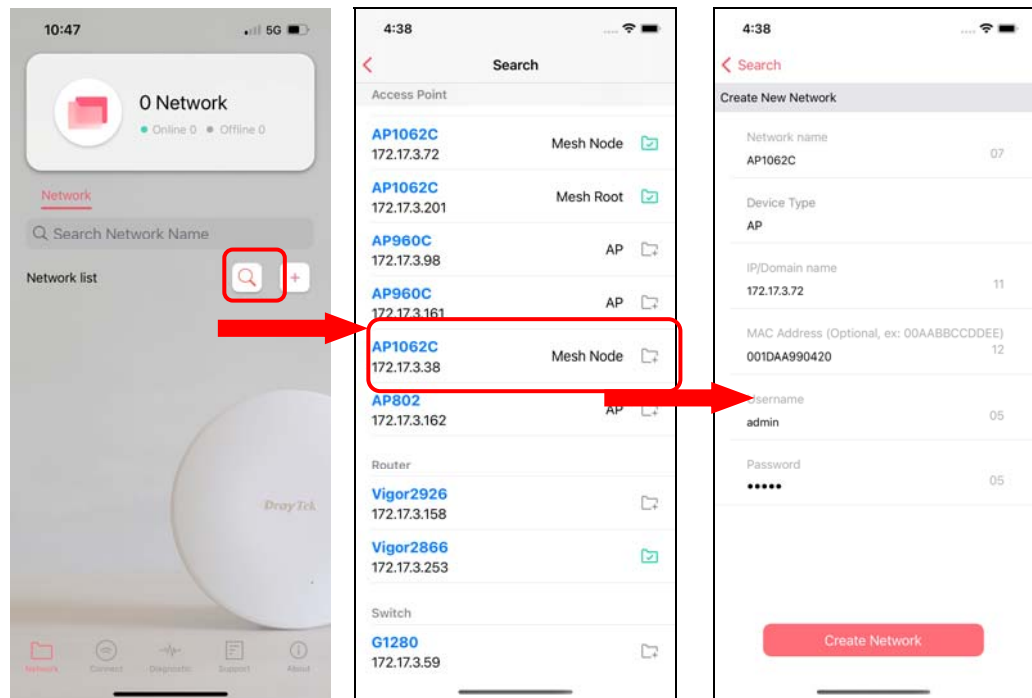 10:47
5G
0 Network
Online 0 Offline 0
Network
Search Network Name
Network list
+
DrayTek
Network Connect Diagnostic Support About
4:38
Search
Access Point
AP1062C
172.17.3.72
Mesh Node
AP1062C
172.17.3.201
Mesh Root
AP960C
172.17.3.98
AP
AP960C
172.17.3.161
AP
AP1062C
172.17.3.38
Mesh Node
AP802
172.17.3.162
AP
Router
Vigor2926
172.17.3.158
Vigor2866
172.17.3.253
Switch
G1280
172.17.3.59
4:38
Search
Create New Network
Network name
AP1062C
07
Device Type
AP
IP/Domain name
172.17.3.72
11
MAC Address (Optional, ex: 00AABBCCDDEE)
001DAA990420
12
Username
admin
05
Password
•••••
05
Create Network